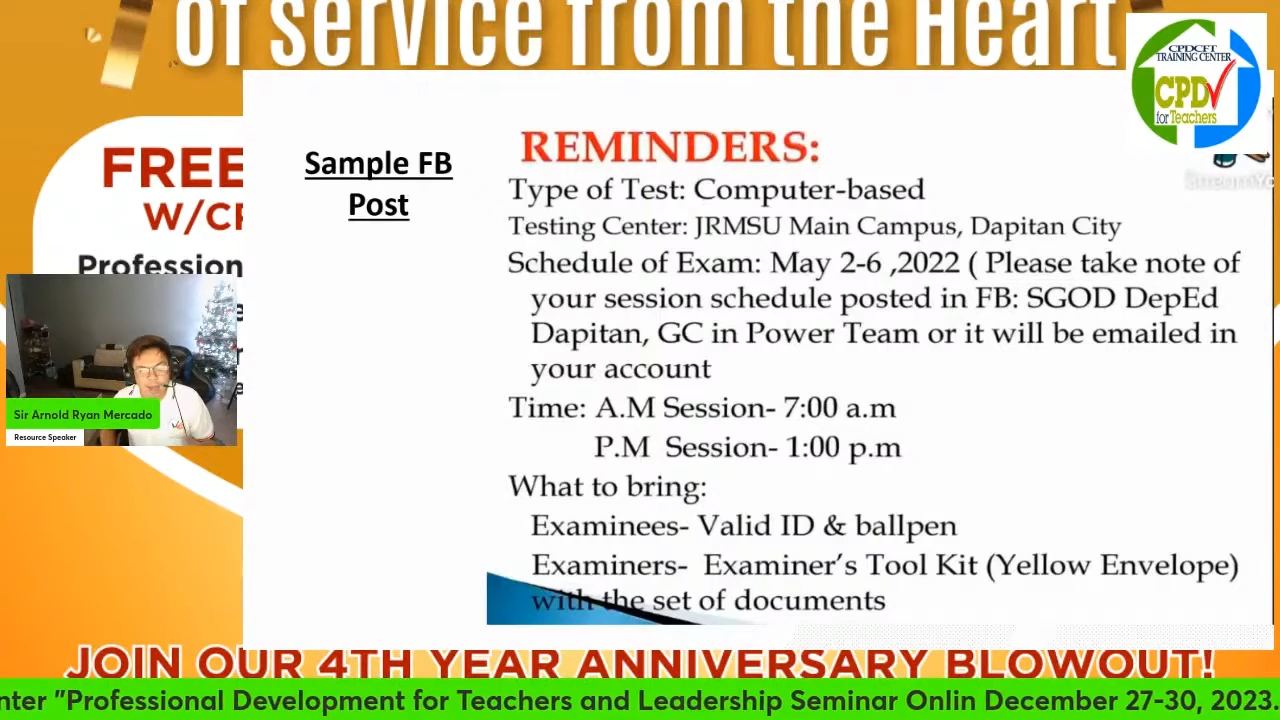 of service from the Heart
CPDCFT
TRAINING CENTER
CPD
for Teachers
FREE
W/CP
Profession
Sample FB
Post
REMINDERS:
Type of Test: Computer-based
Testing Center: JRMSU Main Campus, Dapitan City
Schedule of Exam: May 2-6 ,2022 ( Please take note of
your session schedule posted in FB: SGOD DepEd
Dapitan, GC in Power Team or it will be emailed in
your account
Time: A.M Session- 7:00 a.m
P.M Session- 1:00 p.m
What to bring:
Examinees- Valid ID & ballpen
Examiners- Examiner's Tool Kit (Yellow Envelope)
with the set of documents
Sir Arnold Ryan Mercado
Resource Speaker
JOIN OUR 4TH YEAR ANNIVERSARY BLOWOUT!
nter "Professional Development for Teachers and Leadership Seminar Onlin December 27-30, 2023.